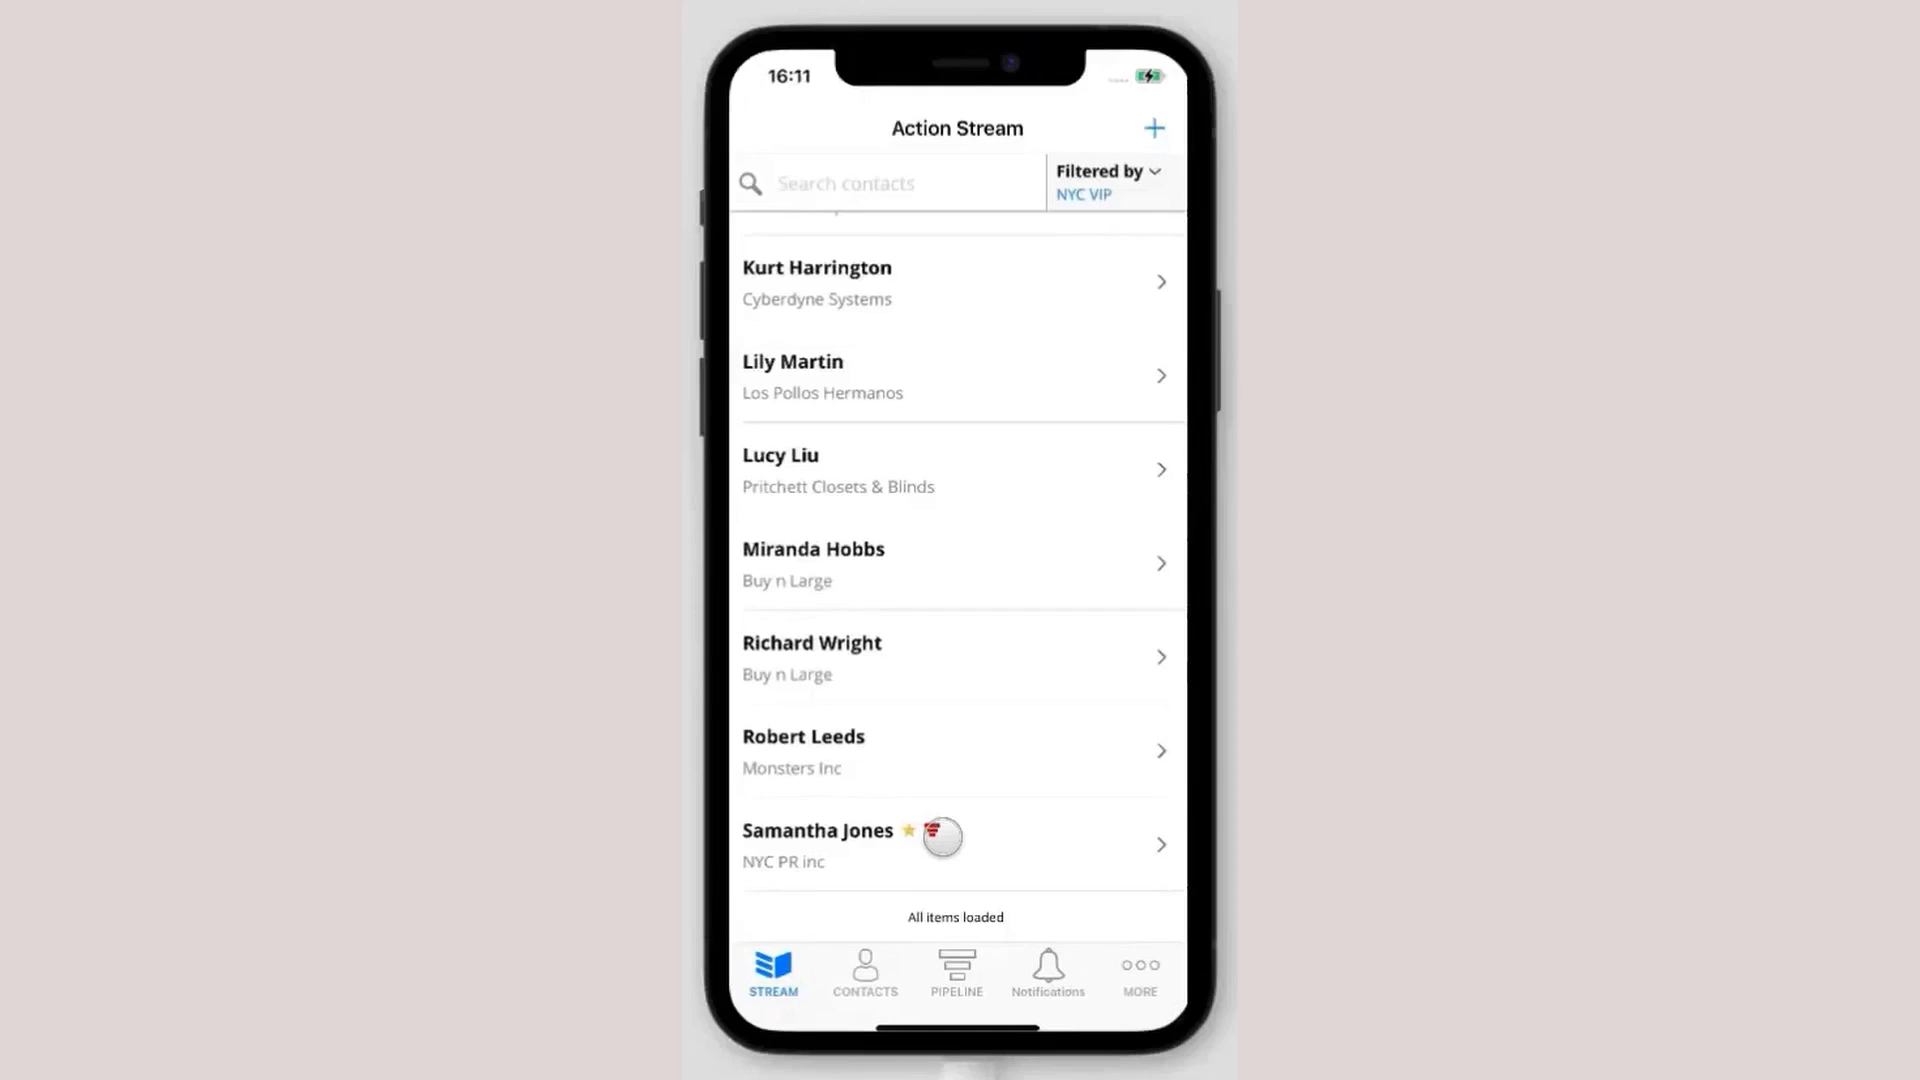 16:11
Action Stream
Search contacts
Filtered by
NYC VIP
Kurt Harrington
Cyberdyne Systems
Lily Martin
Los Pollos Hermanos
Lucy Liu
Pritchett Closets & Blinds
Miranda Hobbs
Buy n Large
Richard Wright
Buy n Large
Robert Leeds
Monsters Inc
Samantha Jones
NYC PR inc
All items loaded
STREAM CONTACTS PIPELINE Notifications MORE